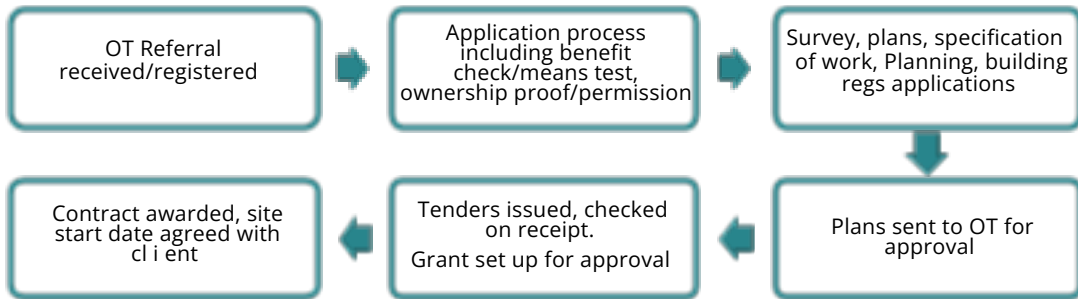 OT Referral
received/registered
Application process
including benefit
check/means test,
ownership proof/permission
Survey, plans, specification
of work, Planning, building
regs applications
Plans sent to OT for
approval
Tenders issued, checked
on receipt.
Grant set up for approval
Contract awarded, site
start date agreed with
cl i ent